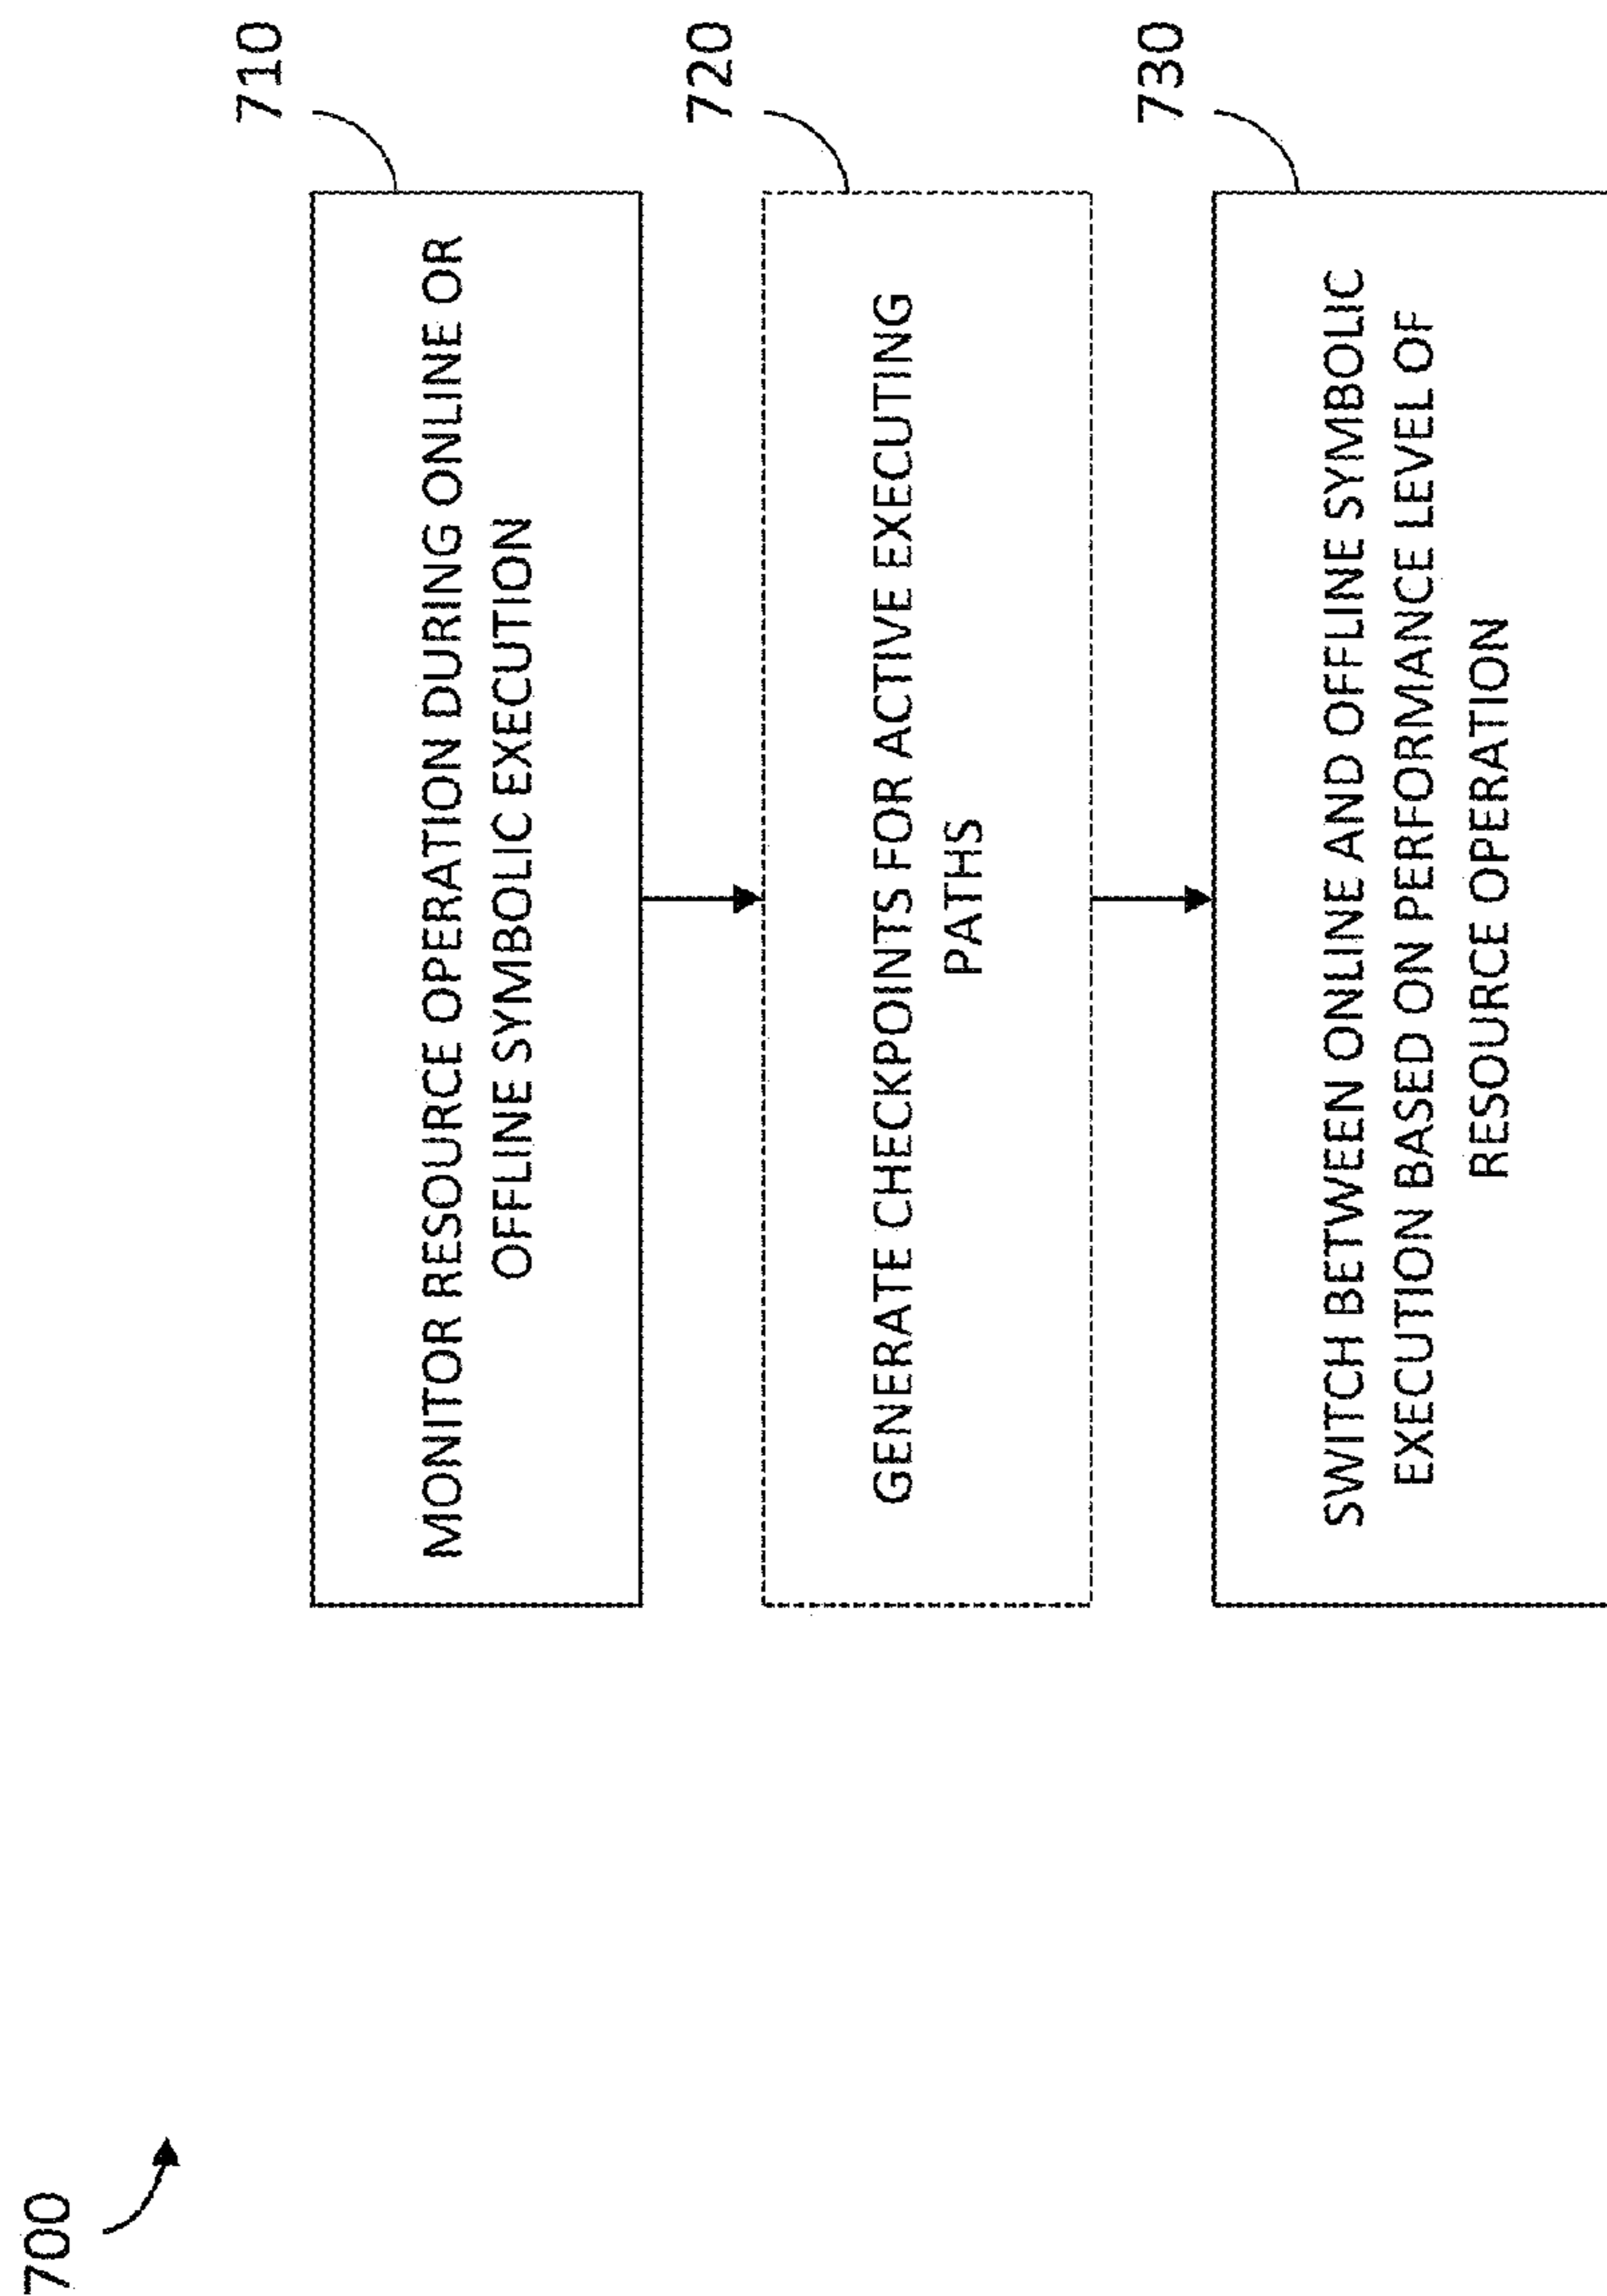 700
710
MONITOR RESOURCE OPERATION DURING ONLINE OR
OFFLINE SYMBOLIC EXECUTION
720
GENERATE CHECKPOINTS FOR ACTIVE EXECUTING
PATHS
730
SWITCH BETWEEN ONLINE AND OFFLINE SYMBOLIC
EXECUTION BASED ON PERFORMANCE LEVEL OF
RESOURCE OPERATION